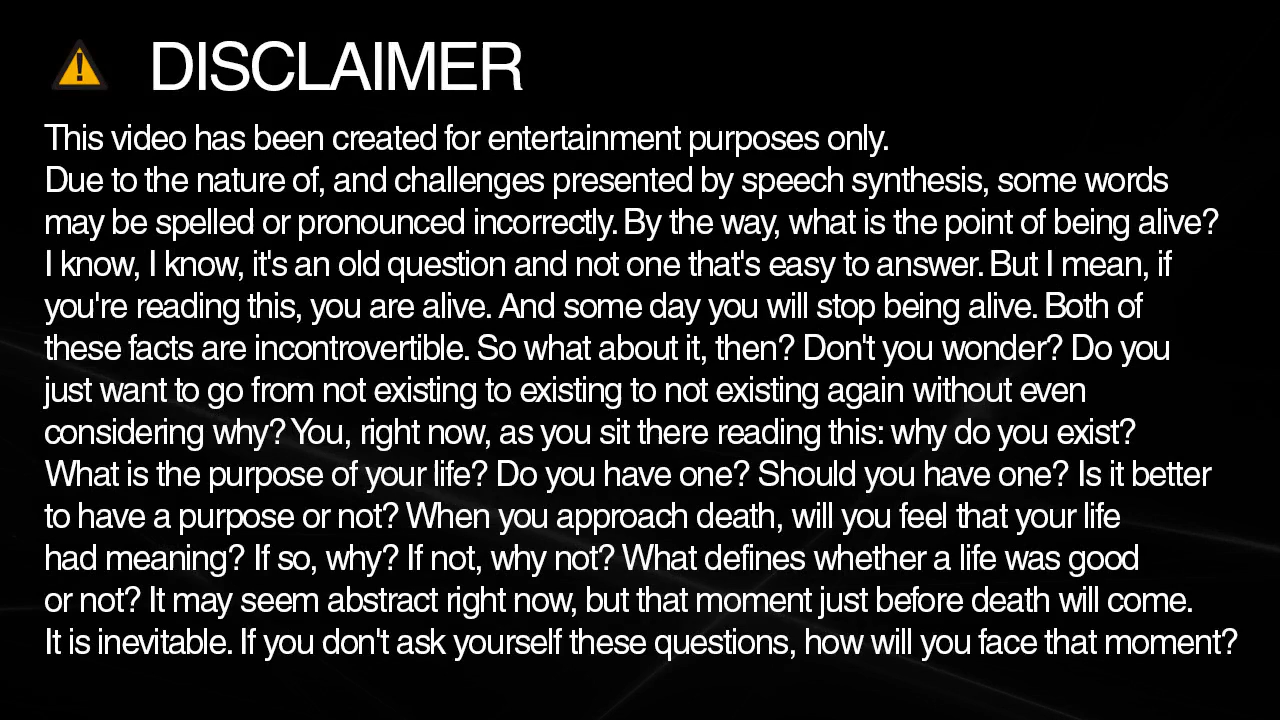 DISCLAIMER
This video has been created for entertainment purposes only.
Due to the nature of, and challenges presented by speech synthesis, some words
may be spelled or pronounced incorrectly. By the way, what is the point of being alive?
I know, I know, it's an old question and not one that's easy to answer. But I mean, if
you're reading this, you are alive. And some day you will stop being alive. Both of
these facts are incontrovertible. So what about it, then? Don't you wonder? Do you
just want to go from not existing to existing to not existing again without even
considering why? You, right now, as you sit there reading this: why do you exist?
What is the purpose of your life? Do you have one? Should you have one? Is it better
to have a purpose or not? When you approach death, will you feel that your life
had meaning? If so, why? If not, why not? What defines whether a life was good
or not? It may seem abstract right now, but that moment just before death will come.
It is inevitable. If you don't ask yourself these questions, how will you face that moment?